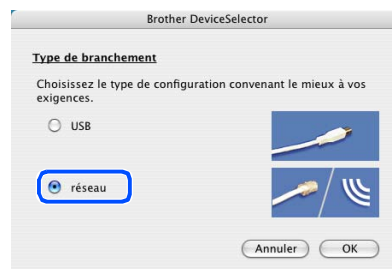 Brother DeviceSelector
Type de branchement
Choisissez le type de configuration convenant le mieux à vos
exigences.
USB
réseau
Annuler OK